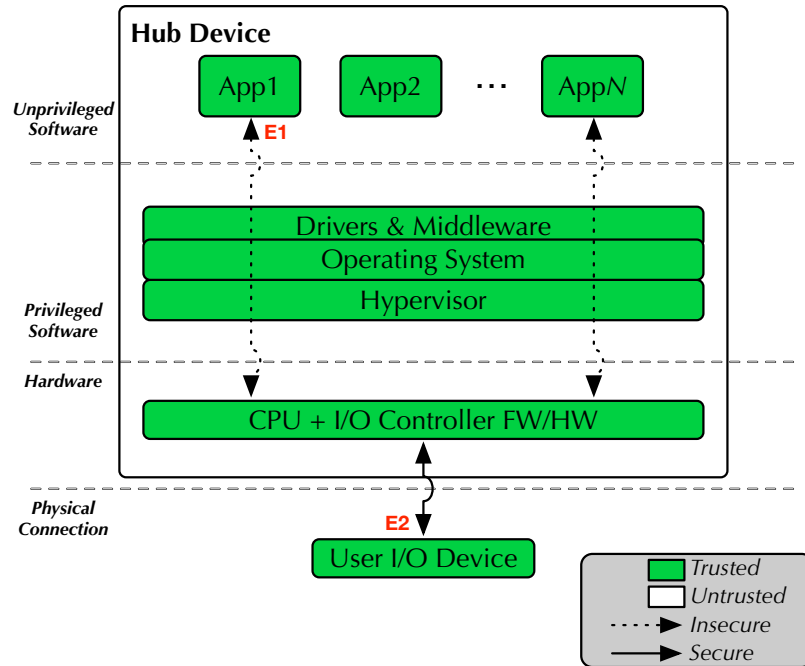 Hub Device
App1
App2
...
AppN
Unprivileged
Software
E1
Drivers & Middleware
Operating System
Hypervisor
Privileged
Software
Hardware
CPU + I/O Controller FW/HW
Physical
Connection
E2
User I/O Device
Trusted
Untrusted
Insecure
Secure